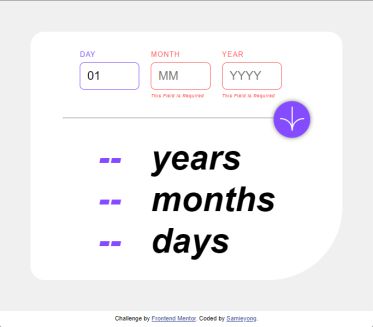 DAY MONTH YEAR
01 MM YYYY
This Field is Required This Field is Required
-- years
-- months
-- days
Challenge by Frontend Mentor. Coded by Samieyong.